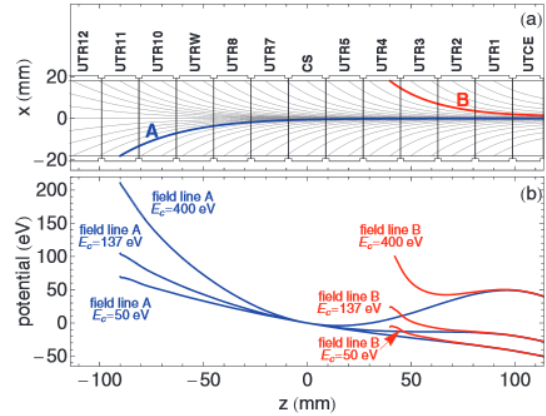 UTR12
UTR11
UTR10
UTRW
UTR8
UTR7
CS
UTR5
UTR4
UTR3
UTR2
UTR1
UTCE
(a)
x (mm)
20
0
−20
A
B
(b)
potential (eV)
200
150
100
50
0
−50
field line A
E_c=400 eV
field line A
E_c=137 eV
field line A
E_c=50 eV
field line B
E_c=400 eV
field line B
E_c=137 eV
field line B
E_c=50 eV
−100
−50
0
50
100
z (mm)